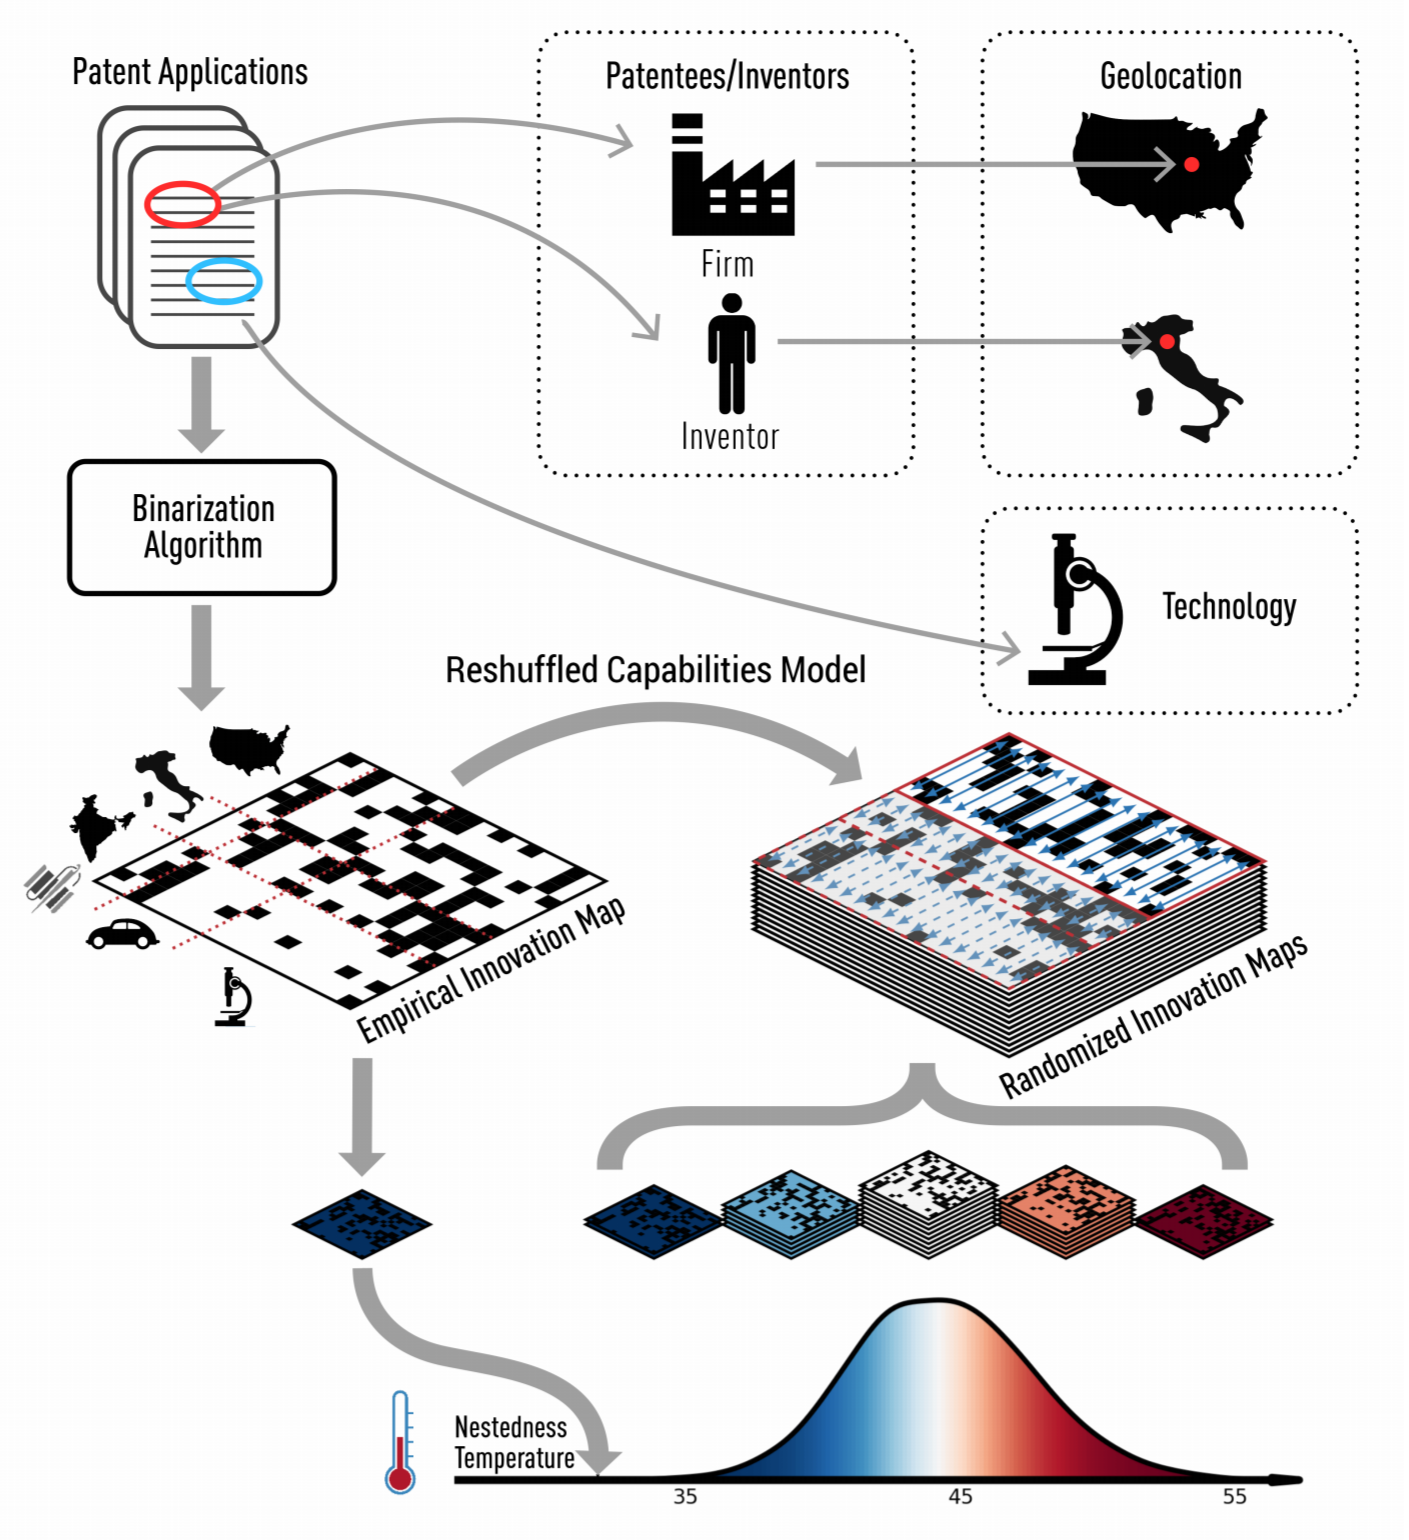 Patent Applications
Patentees/Inventors
Geolocation
Firm
Inventor
Binarization
Algorithm
Technology
Reshuffled Capabilities Model
Empirical Innovation Map
Randomized Innovation Maps
Nestedness
Temperature
35
45
55